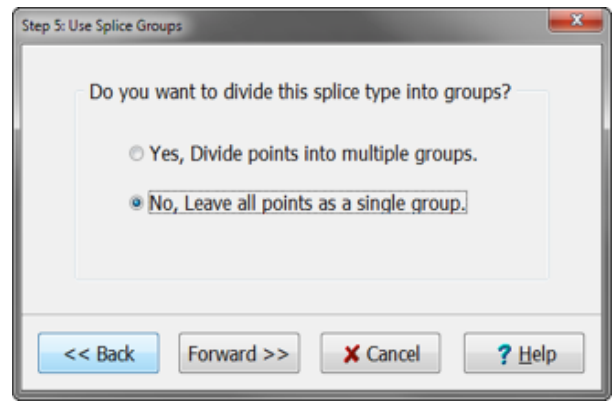 Step 5: Use Splice Groups
Do you want to divide this splice type into groups?
Yes, Divide points into multiple groups.
No, Leave all points as a single group.
<< Back
Forward >>
Cancel
? Help